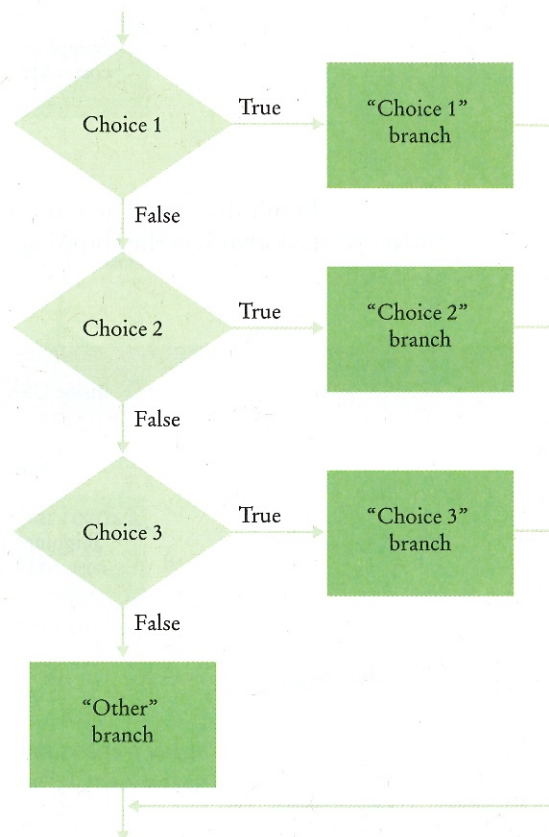 Choice 1
True
“Choice 1”
branch
False
Choice 2
True
“Choice 2”
branch
False
Choice 3
True
“Choice 3”
branch
False
“Other”
branch